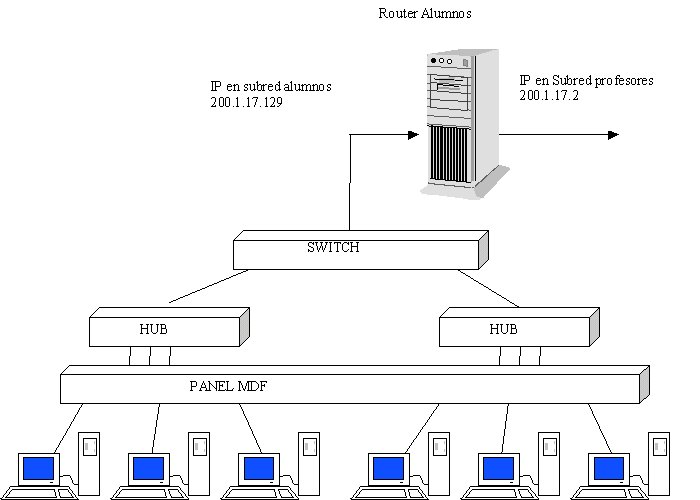 Router Alumnos
IP en subred alumnos
200.1.17.129
IP en Subred profesores
200.1.17.2
SWITCH
HUB
HUB
PANEL MDF